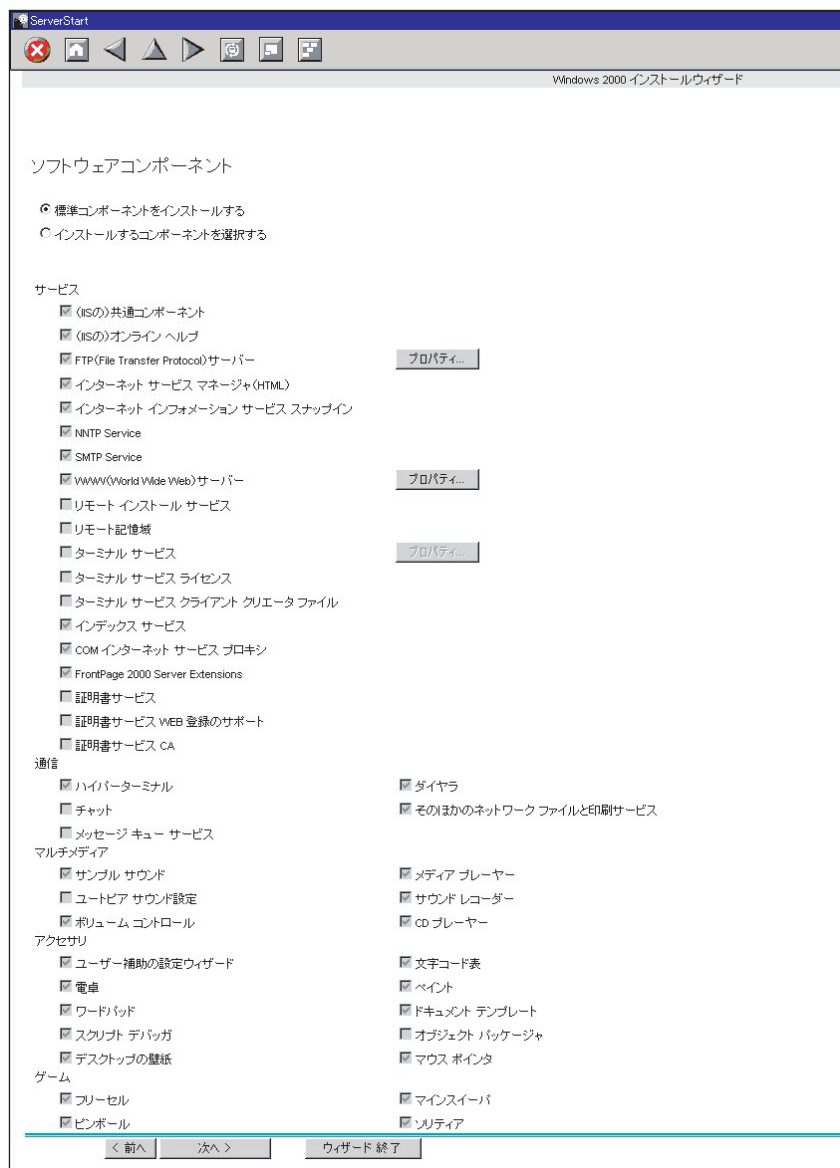 ServerStart
Windows 2000 インストールウィザード
ソフトウェアコンポーネント
標準コンポーネントをインストールする
インストールするコンポーネントを選択する
サービス
(IISの)共通コンポーネント
(IISの)オンライン ヘルプ
FTP(File Transfer Protocol)サーバー プロパティ...
インターネット サービス マネージャ(HTML)
インターネット インフォメーション サービス スナップイン
NNTP Service
SMTP Service
WWW(World Wide Web)サーバー プロパティ...
リモート インストール サービス
リモート記憶域
ターミナル サービス プロパティ...
ターミナル サービス ライセンス
ターミナル サービス クライアント クリエータ ファイル
インデックス サービス
COM インターネット サービス プロキシ
FrontPage 2000 Server Extensions
証明書サービス
証明書サービス WEB 登録のサポート
証明書サービス CA
通信
ハイパーターミナル ダイヤラ
チャット そのほかのネットワーク ファイルと印刷サービス
メッセージ キュー サービス
マルチメディア
サンプル サウンド メディア プレーヤー
ユートピア サウンド設定 サウンド レコーダー
ボリューム コントロール CD プレーヤー
アクセサリ
ユーザー補助の設定ウィザード 文字コード表
電卓 ペイント
ワードパッド ドキュメント テンプレート
スクリプト デバッガ オブジェクト パッケージャ
デスクトップの壁紙 マウス ポインタ
ゲーム
フリーセル マインスイーパ
ピンボール ソリティア
< 前へ 次へ > ウィザード 終了